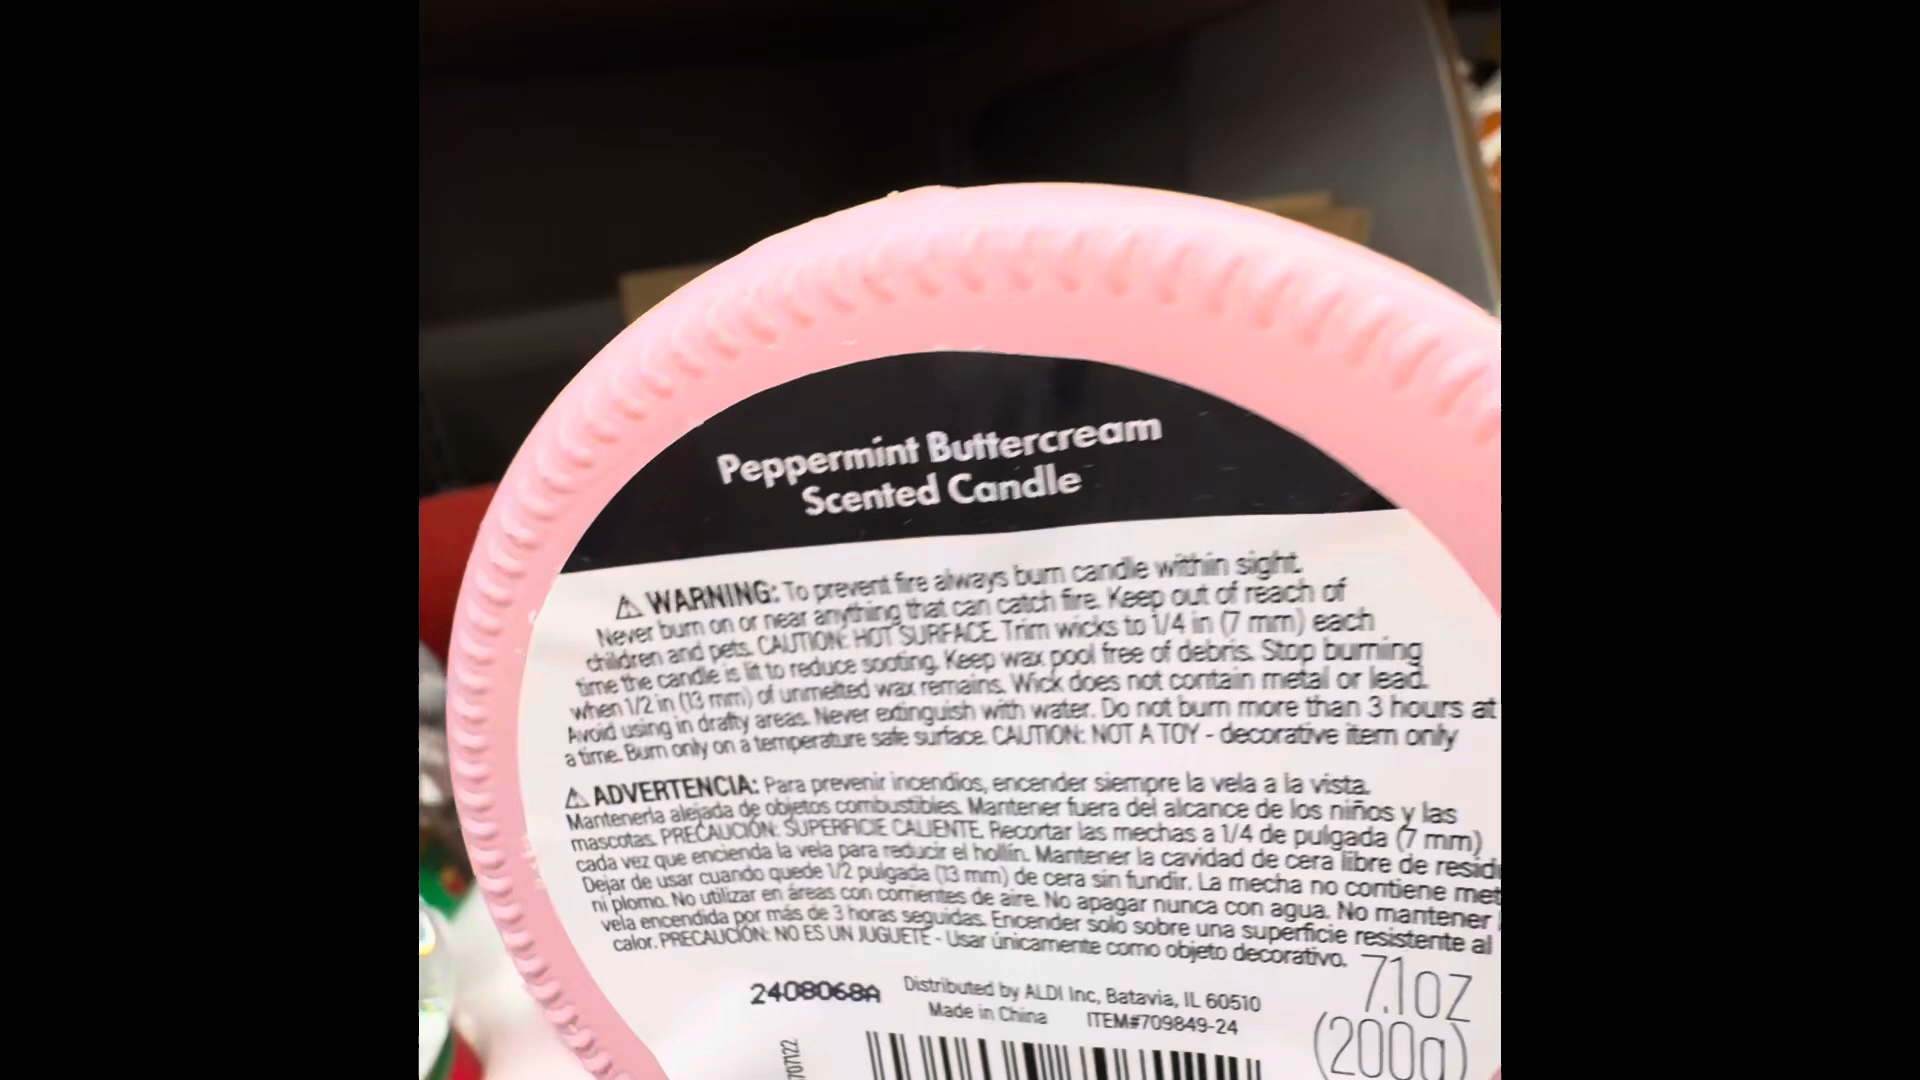 Peppermint Buttercream
Scented Candle
⚠ WARNING: To prevent fire always burn candle within sight.
Never burn on or near anything that can catch fire. Keep out of reach of
children and pets. CAUTION: HOT SURFACE. Trim wicks to 1/4 in (7 mm) each
time the candle is lit to reduce sooting. Keep wax pool free of debris. Stop burning
when 1/2 in (13 mm) of unmelted wax remains. Wick does not contain metal or lead.
Avoid using in drafty areas. Never extinguish with water. Do not burn more than 3 hours at
a time. Burn only on a temperature safe surface. CAUTION: NOT A TOY - decorative item only
⚠ ADVERTENCIA: Para prevenir incendios, encender siempre la vela a la vista.
Mantenerla alejada de objetos combustibles. Mantener fuera del alcance de los niños y las
mascotas. PRECAUCIÓN: SUPERFICIE CALIENTE. Recortar las mechas a 1/4 de pulgada (7 mm)
cada vez que encienda la vela para reducir el hollín. Mantener la cavidad de cera libre de
Dejar de usar cuando quede 1/2 pulgada (13 mm) de cera sin fundir. La mecha no contiene
ni plomo. No utilizar en áreas con corrientes de aire. No apagar nunca con agua. No mantener
vela encendida por más de 3 horas seguidas. Encender solo sobre una superficie resistente al
calor. PRECAUCIÓN: NO ES UN JUGUETE - Usar únicamente como objeto decorativo.
2408068A
Distributed by ALDI Inc, Batavia, IL 60510
Made in China ITEM#709849-24
7.1oz
(200g)
707122